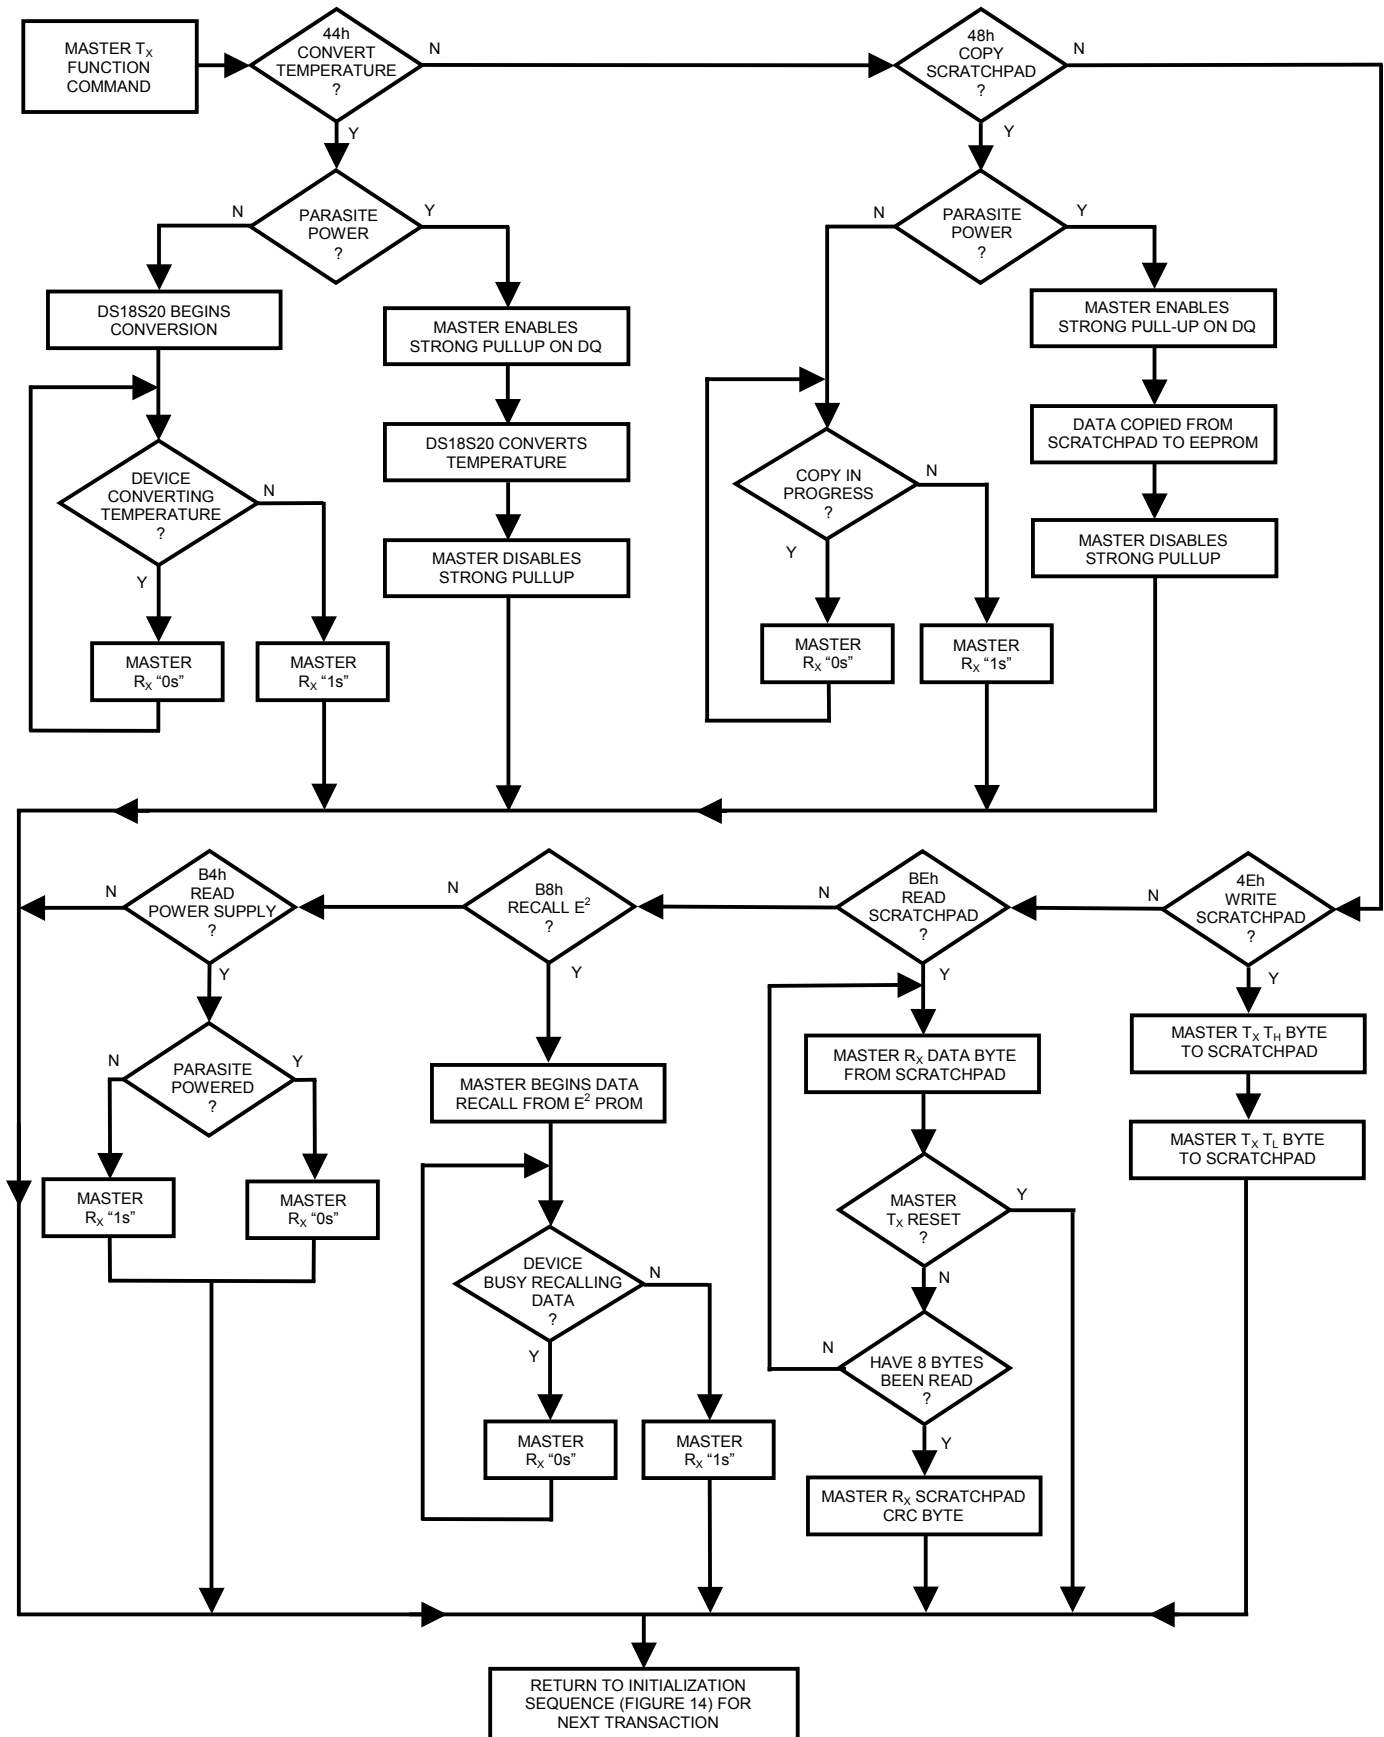 MASTER TX
FUNCTION
COMMAND
44h
CONVERT
TEMPERATURE
?
N
Y
48h
COPY
SCRATCHPAD
?
N
Y
PARASITE
POWER
?
N
Y
PARASITE
POWER
?
N
Y
DS18S20 BEGINS
CONVERSION
MASTER ENABLES
STRONG PULLUP ON DQ
MASTER ENABLES
STRONG PULL-UP ON DQ
DS18S20 CONVERTS
TEMPERATURE
DATA COPIED FROM
SCRATCHPAD TO EEPROM
DEVICE
CONVERTING
TEMPERATURE
?
N
Y
COPY IN
PROGRESS
?
N
Y
MASTER DISABLES
STRONG PULLUP
MASTER DISABLES
STRONG PULLUP
MASTER
RX “0s”
MASTER
RX “1s”
MASTER
RX “0s”
MASTER
RX “1s”
B4h
READ
POWER SUPPLY
?
N
Y
B8h
RECALL E2
?
N
Y
BEh
READ
SCRATCHPAD
?
N
Y
4Eh
WRITE
SCRATCHPAD
?
N
Y
PARASITE
POWERED
?
N
Y
MASTER BEGINS DATA
RECALL FROM E2 PROM
MASTER RX DATA BYTE
FROM SCRATCHPAD
MASTER TX TH BYTE
TO SCRATCHPAD
MASTER TX TL BYTE
TO SCRATCHPAD
MASTER
RX “1s”
MASTER
RX “0s”
MASTER
TX RESET
?
Y
N
DEVICE
BUSY RECALLING
DATA
?
N
Y
HAVE 8 BYTES
BEEN READ
?
N
Y
MASTER
RX “0s”
MASTER
RX “1s”
MASTER RX SCRATCHPAD
CRC BYTE
RETURN TO INITIALIZATION
SEQUENCE (FIGURE 14) FOR
NEXT TRANSACTION